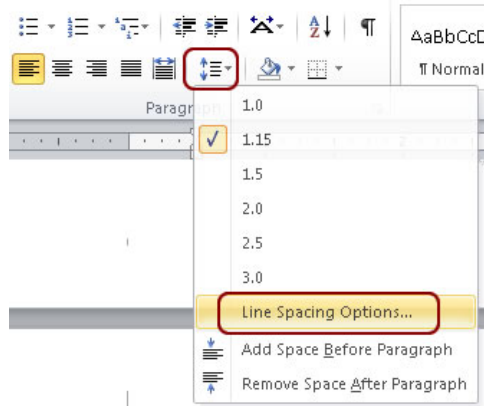 AaBbCcD
¶ Normal
Paragr
1.0
1.15
1.5
2.0
2.5
3.0
Line Spacing Options...
Add Space Before Paragraph
Remove Space After Paragraph